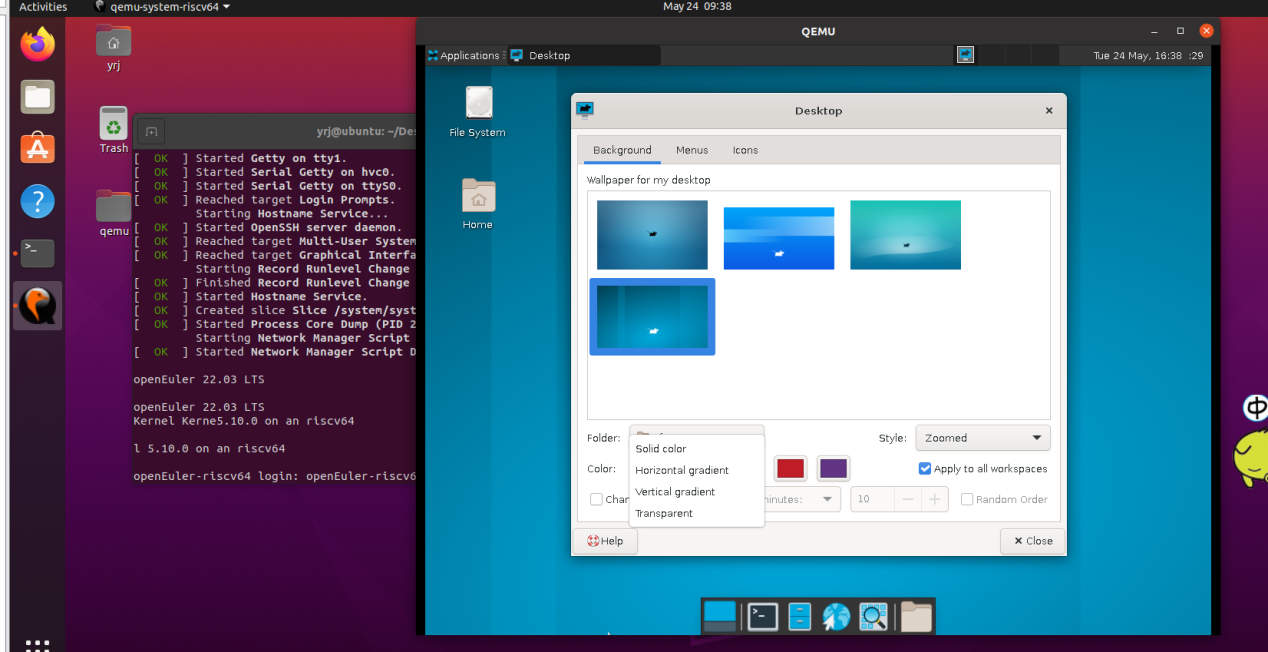 Activities
qemu-system-riscv64
May 24 09:38
yrj
Trash
qemu
yrj@ubuntu: ~/De
[ OK ] Started Getty on tty1.
[ OK ] Started Serial Getty on hvc0.
[ OK ] Started Serial Getty on ttyS0.
[ OK ] Reached target Login Prompts.
Starting Hostname Service...
[ OK ] Started OpenSSH server daemon.
[ OK ] Reached target Multi-User System
[ OK ] Reached target Graphical Interfa
Starting Record Runlevel Change
[ OK ] Finished Record Runlevel Change
[ OK ] Started Hostname Service.
[ OK ] Created slice Slice /system/syst
[ OK ] Started Process Core Dump (PID 2
Starting Network Manager Script
[ OK ] Started Network Manager Script D
openEuler 22.03 LTS
openEuler 22.03 LTS
Kernel Kerne5.10.0 on an riscv64
l 5.10.0 on an riscv64
openEuler-riscv64 login: openEuler-riscv6
QEMU
Applications
Desktop
Tue 24 May, 16:38 :29
File System
Home
Desktop
Background Menus Icons
Wallpaper for my desktop
Folder:
Style: Zoomed
Color:
Solid color
Horizontal gradient
Vertical gradient
Transparent
Apply to all workspaces
Char
inutes:
10
Random Order
Help
Close
中